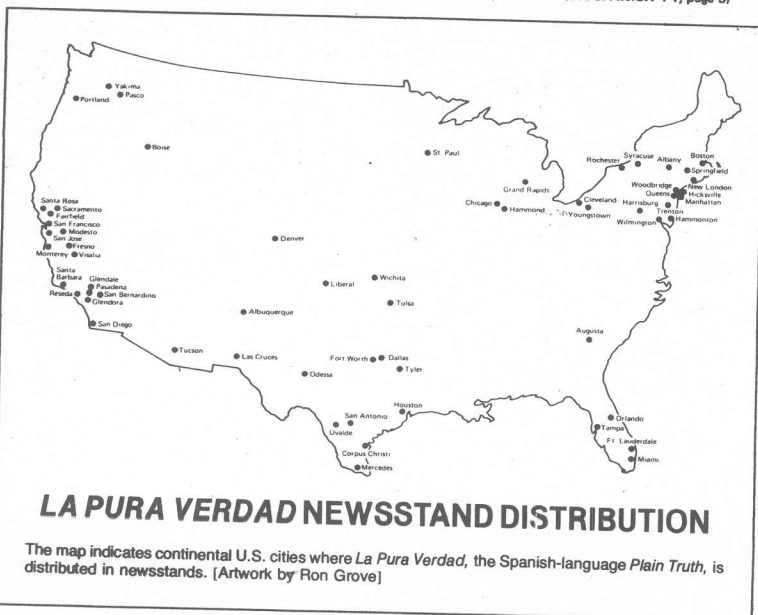 page 3)
Yakima
Pasco
Portland
Boise
St Paul
Rochester
Syracuse
Albany
Boston
Springfield
Grand Rapids
Woodbridge
New London
Queens
Hicksville
Manhattan
Chicago
Hammond
Cleveland
Youngstown
Harrisburg
Trenton
Hammonton
Wilmington
Santa Rosa
Sacramento
Fairfield
San Francisco
Modesto
San Jose
Fresno
Monterey
Visalia
Denver
Wichita
Liberal
Tulsa
Santa
Barbara
Glendale
Pasadena
Reseda
San Bernardino
Glendora
San Diego
Albuquerque
Augusta
Tucson
Las Cruces
Fort Worth
Dallas
Odessa
Tyler
Houston
San Antonio
Uvalde
Corpus Christi
Mercedes
Orlando
Tampa
Ft Lauderdale
Miami
LA PURA VERDAD NEWSSTAND DISTRIBUTION
The map indicates continental U.S. cities where La Pura Verdad, the Spanish-language Plain Truth, is
distributed in newsstands. [Artwork by Ron Grove]